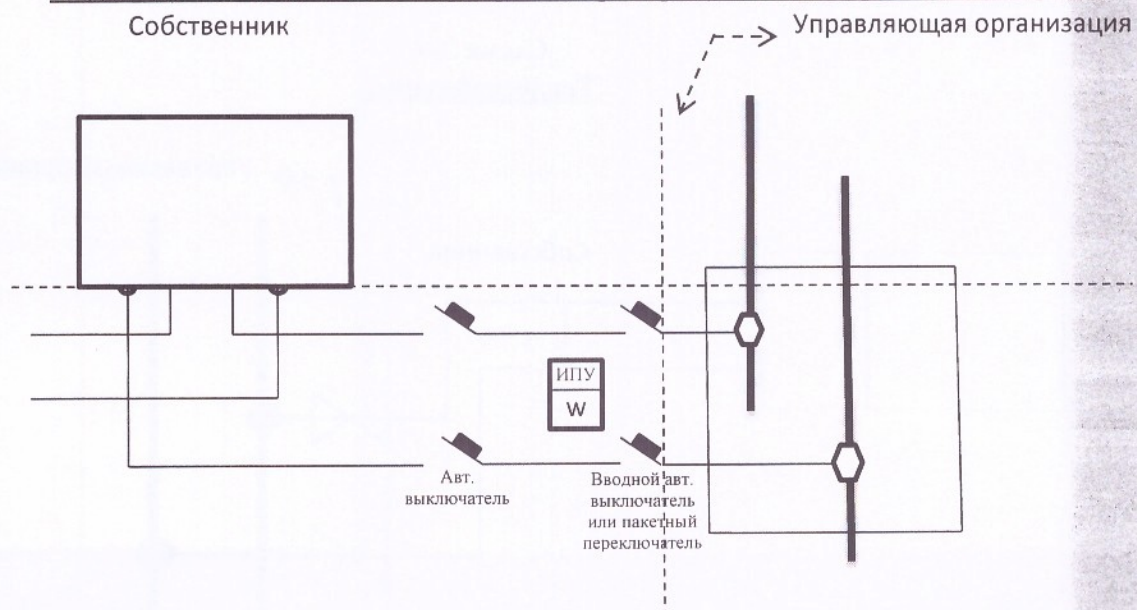 Собственник
Управляющая организация
ИПУ
W
Авт.
выключатель
Вводной авт.
выключатель
или пакетный
переключатель